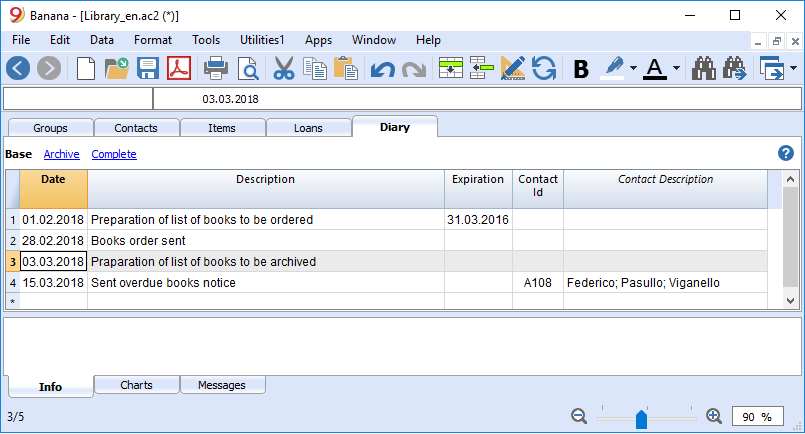 Banana - [Library_en.ac2 (*)]
File Edit Data Format Tools Utilities1 Apps Window Help
B A
03.03.2018
Groups Contacts Items Loans Diary
Base Archive Complete ?
Date Description Expiration Contact Id Contact Description
1 01.02.2018 Preparation of list of books to be ordered 31.03.2016
2 28.02.2018 Books order sent
3 03.03.2018 Praparation of list of books to be archived
4 15.03.2018 Sent overdue books notice A108 Federico; Pasullo; Viganello
*
Info Charts Messages
3/5 90 %